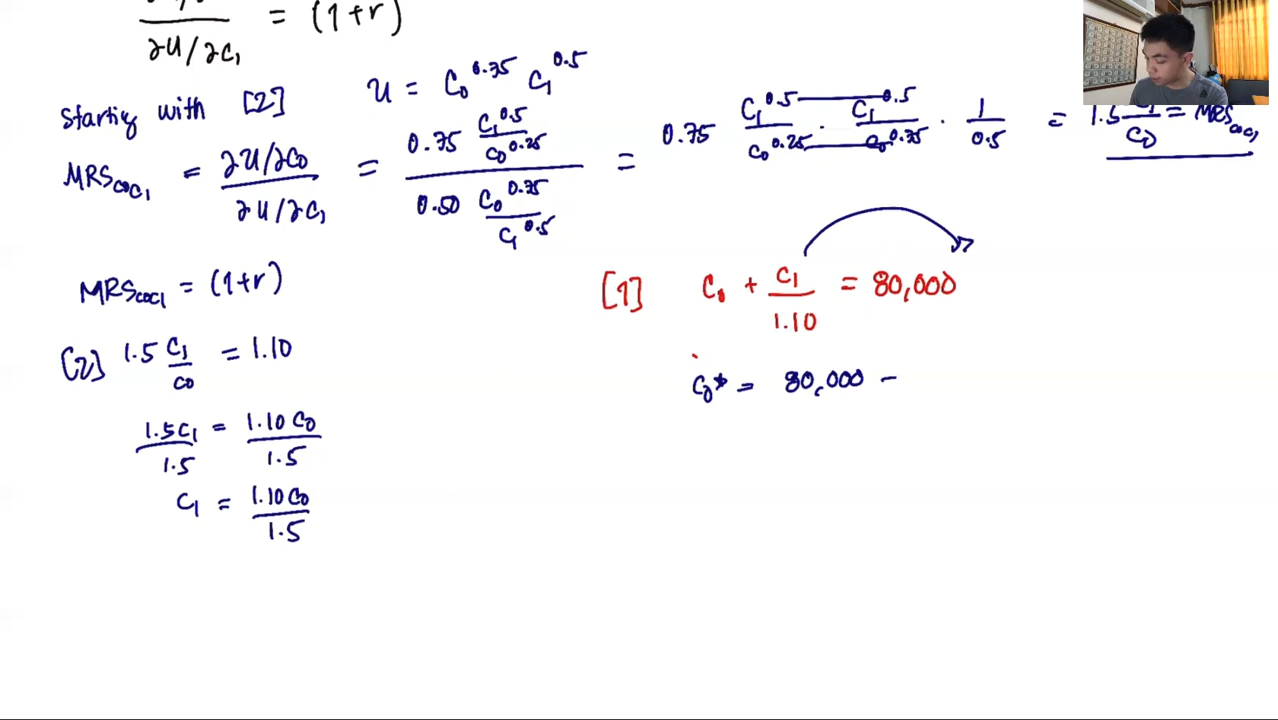 ∂U/∂C₁ = (1+r)
Starting with [2] U = C₀^0.75 C₁^0.5
MRS_C0C1 = (∂U/∂C0)/(∂U/∂C₁) = (0.75 C₁^0.5/C0^0.25)/(0.50 C₀^0.75/C₁^0.5) = 0.75 C₁^0.5/C0^0.25 · C₁^0.5/C0^0.75 · 1/0.5 = 1.5 C₁/C0 = MRS_C0C1
MRS_C0C1 = (1+r)
[1] C₀ + C₁/1.10 = 80,000
[2] 1.5 C₁/C0 = 1.10
C₀* = 80,000 -
1.5C₁/1.5 = 1.10 C0/1.5
C₁ = 1.10 C0/1.5